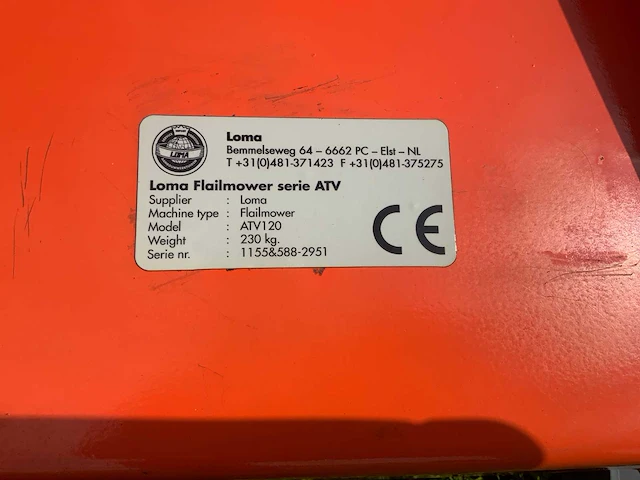 LOMA
Loma
Bemmelseweg 64 – 6662 PC – Elst – NL
T +31(0)481-371423 F +31(0)481-375275
Loma Flailmower serie ATV
Supplier : Loma
Machine type : Flailmower
Model : ATV120
Weight : 230 kg.
Serie nr. : 1155&588-2951
CE